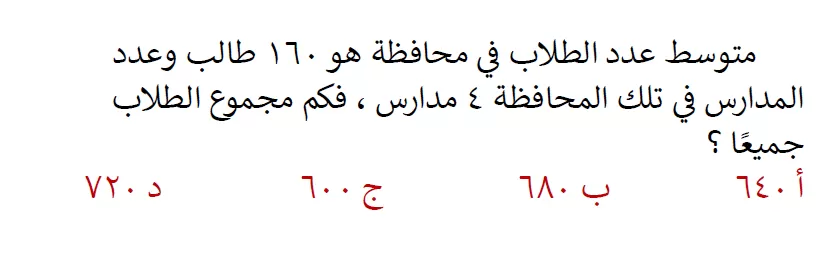 متوسط عدد الطلاب في محافظة هو ١٦٠ طالب وعدد
المدارس في تلك المحافظة ٤ مدارس ، فكم مجموع الطلاب
جميعًا ؟
أ ٦٤٠ ب ٦٨٠ ج ٦٠٠ د ٧٢٠